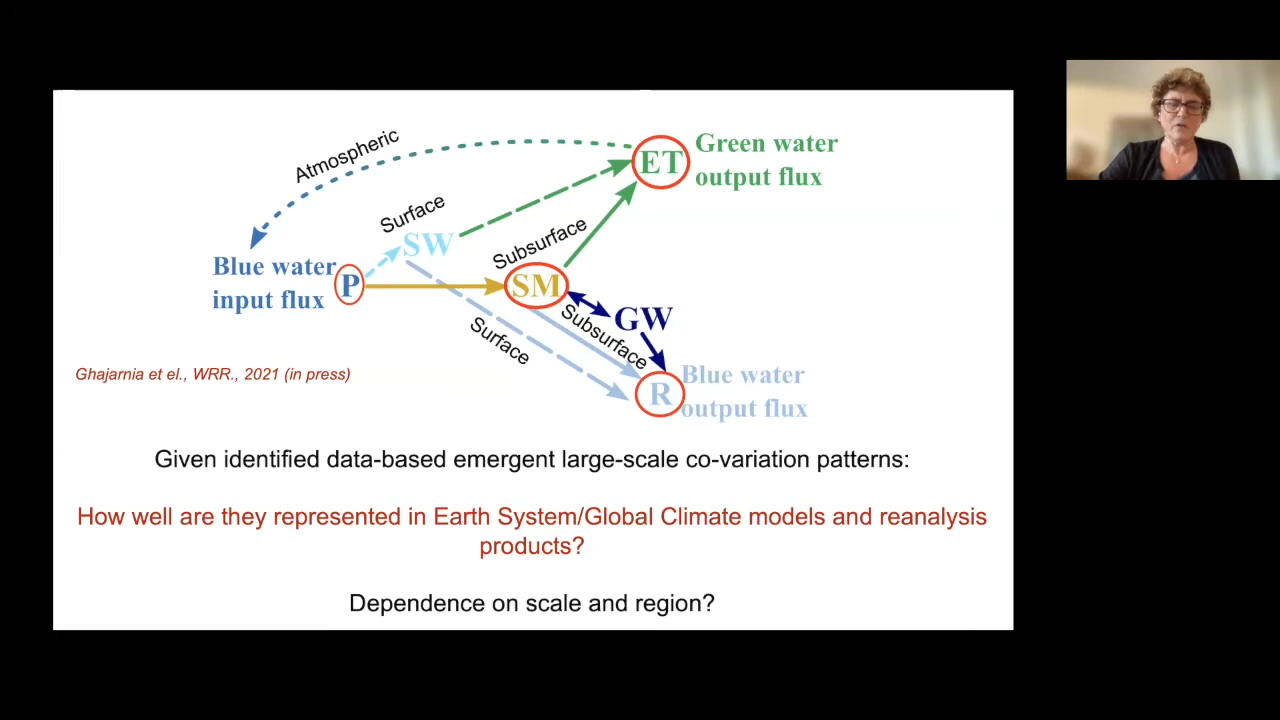 Atmospheric
ET
Green water
output flux
Surface
SW
Subsurface
Blue water
input flux
P
SM
GW
Subsurface
Surface
Ghajarnia et el., WRR., 2021 (in press)
R
Blue water
output flux
Given identified data-based emergent large-scale co-variation patterns:
How well are they represented in Earth System/Global Climate models and reanalysis
products?
Dependence on scale and region?